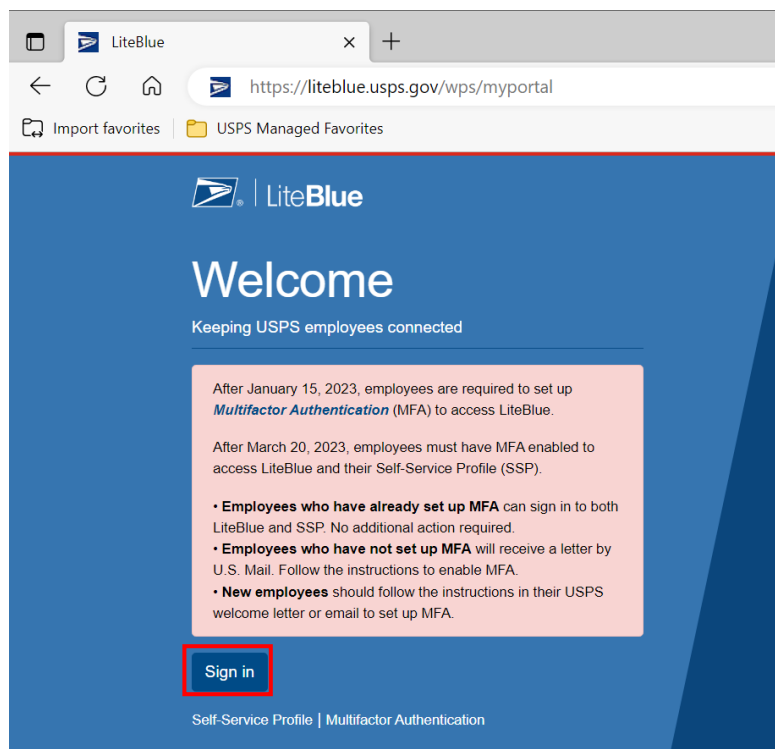 LiteBlue
https://liteblue.usps.gov/wps/myportal
Import favorites
USPS Managed Favorites
® LiteBlue
Welcome
Keeping USPS employees connected
After January 15, 2023, employees are required to set up
Multifactor Authentication (MFA) to access LiteBlue.
After March 20, 2023, employees must have MFA enabled to
access LiteBlue and their Self-Service Profile (SSP).
• Employees who have already set up MFA can sign in to both
LiteBlue and SSP. No additional action required.
• Employees who have not set up MFA will receive a letter by
U.S. Mail. Follow the instructions to enable MFA.
• New employees should follow the instructions in their USPS
welcome letter or email to set up MFA.
Sign in
Self-Service Profile | Multifactor Authentication